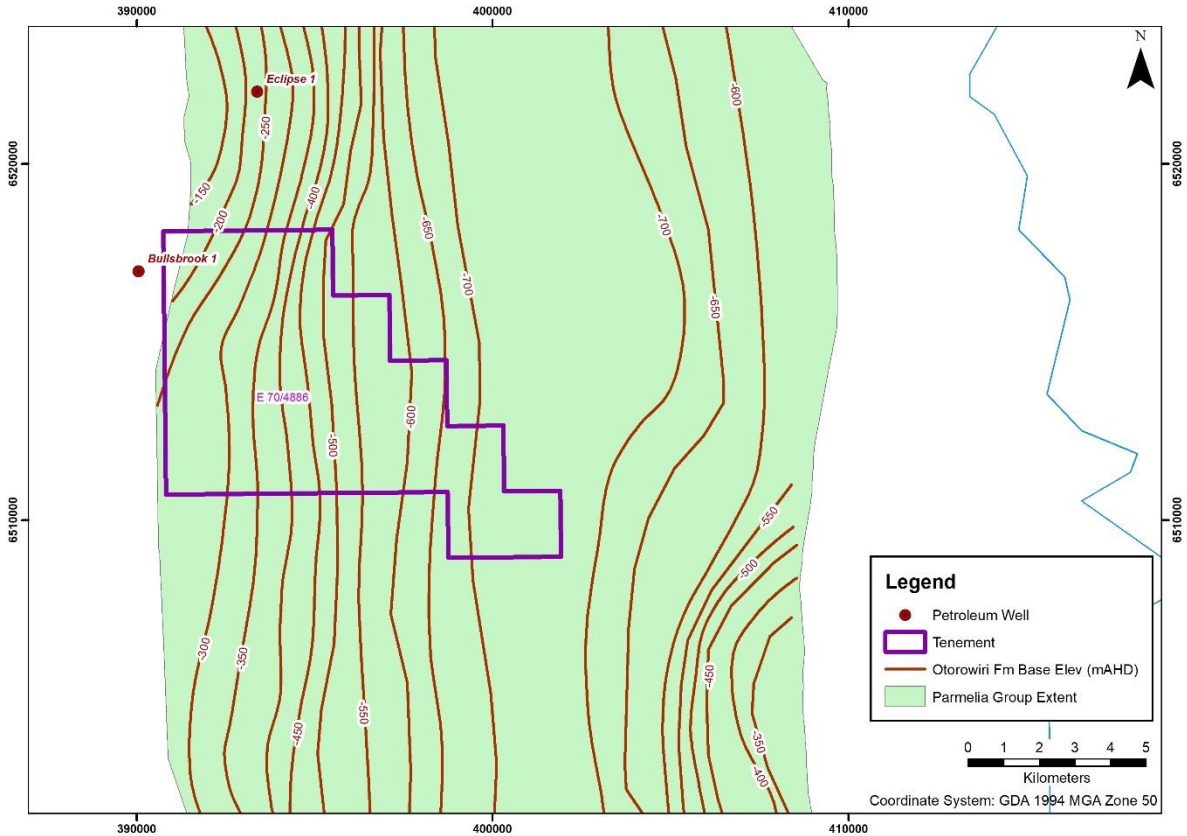 390000
400000
410000
N
Eclipse 1
-250
-600
6520000
6520000
-150
-400
-200
-650
-700
Bullsbrook 1
-700
-650
E 70/4886
-600
-500
6510000
6510000
-550
-500
-300
-350
-450
-550
-450
-350
-400
Legend
Petroleum Well
Tenement
Otorowiri Fm Base Elev (mAHD)
Parmelia Group Extent
0 1 2 3 4 5
Kilometers
Coordinate System: GDA 1994 MGA Zone 50
390000
400000
410000